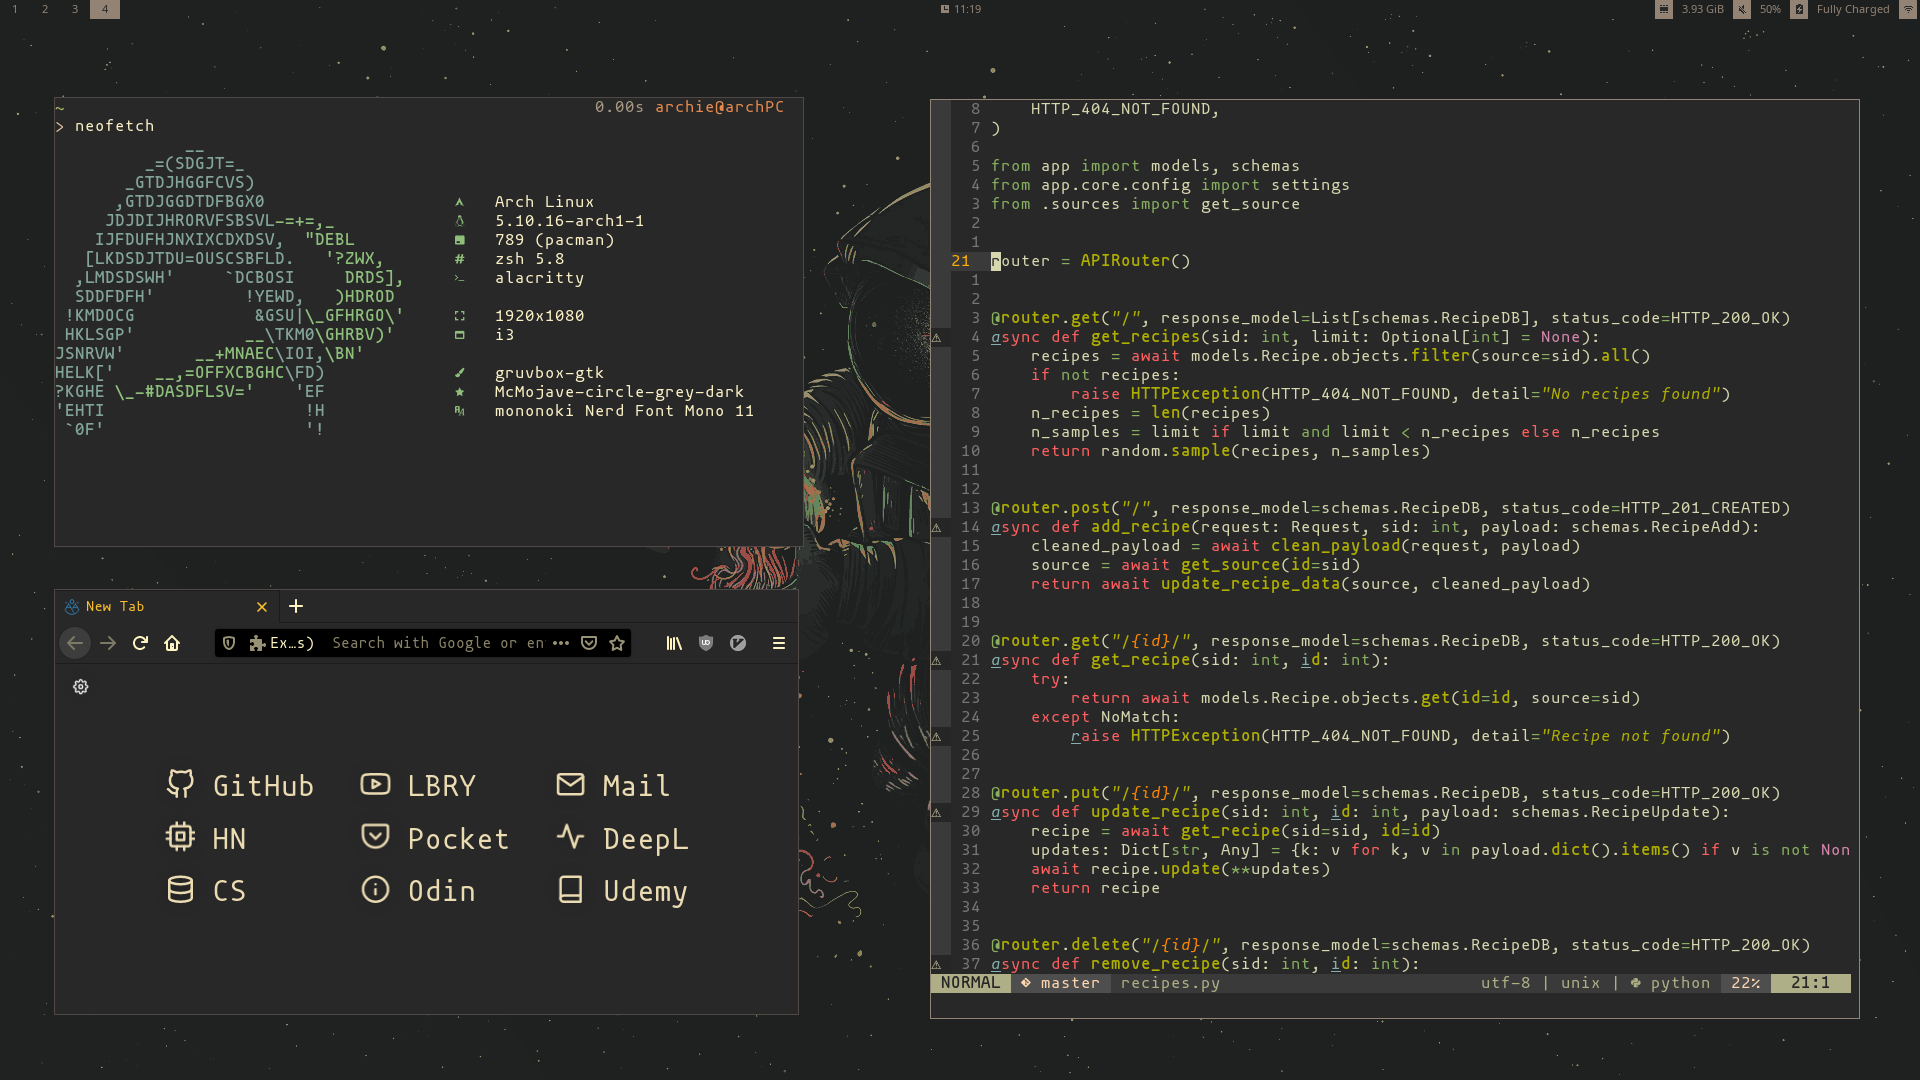 1 2 3 4
11:19
3.93 GiB 50% Fully Charged
~ 0.00s archie@archPC
> neofetch
__
_=(SDGJT=_
_GTDJHGGFCVS)
,GTDJGGDTDFBGX0
JDJDIJHRORVFSBSVL-=+=,_
IJFDUFHJNXIXCDXDSV, "DEBL
[LKDSDJTDU=OUSCSBFLD. '?ZWX,
,LMDSDSWH' `DCBOSI DRDS],
SDDFDFH' !YEWD, )HDROD
!KMDOCG &GSU|\_GFHRGO\'
HKLSGP' __\TKM0\GHRBV)'
JSNRVW' __+MNAEC\IOI,\BN'
HELK[' __,=OFFXCBGHC\FD)
?KGHE \_-#DASDFLSV=' 'EF
'EHTI !H
`0F' '!
Arch Linux
5.10.16-arch1-1
789 (pacman)
# zsh 5.8
>_ alacritty
1920x1080
i3
gruvbox-gtk
McMojave-circle-grey-dark
mononoki Nerd Font Mono 11
New Tab
Ex...s) Search with Google or en
GitHub LBRY Mail
HN Pocket DeepL
CS Odin Udemy
8 HTTP_404_NOT_FOUND,
7 )
6
5 from app import models, schemas
4 from app.core.config import settings
3 from .sources import get_source
2
1
21 router = APIRouter()
1
2
3 @router.get("/", response_model=List[schemas.RecipeDB], status_code=HTTP_200_OK)
4 async def get_recipes(sid: int, limit: Optional[int] = None):
5 recipes = await models.Recipe.objects.filter(source=sid).all()
6 if not recipes:
7 raise HTTPException(HTTP_404_NOT_FOUND, detail="No recipes found")
8 n_recipes = len(recipes)
9 n_samples = limit if limit and limit < n_recipes else n_recipes
10 return random.sample(recipes, n_samples)
11
12
13 @router.post("/", response_model=schemas.RecipeDB, status_code=HTTP_201_CREATED)
14 async def add_recipe(request: Request, sid: int, payload: schemas.RecipeAdd):
15 cleaned_payload = await clean_payload(request, payload)
16 source = await get_source(id=sid)
17 return await update_recipe_data(source, cleaned_payload)
18
19
20 @router.get("/{id}/", response_model=schemas.RecipeDB, status_code=HTTP_200_OK)
21 async def get_recipe(sid: int, id: int):
22 try:
23 return await models.Recipe.objects.get(id=id, source=sid)
24 except NoMatch:
25 raise HTTPException(HTTP_404_NOT_FOUND, detail="Recipe not found")
26
27
28 @router.put("/{id}/", response_model=schemas.RecipeDB, status_code=HTTP_200_OK)
29 async def update_recipe(sid: int, id: int, payload: schemas.RecipeUpdate):
30 recipe = await get_recipe(sid=sid, id=id)
31 updates: Dict[str, Any] = {k: v for k, v in payload.dict().items() if v is not Non
32 await recipe.update(**updates)
33 return recipe
34
35
36 @router.delete("/{id}/", response_model=schemas.RecipeDB, status_code=HTTP_200_OK)
37 async def remove_recipe(sid: int, id: int):
NORMAL master recipes.py utf-8 | unix | python 22% 21:1